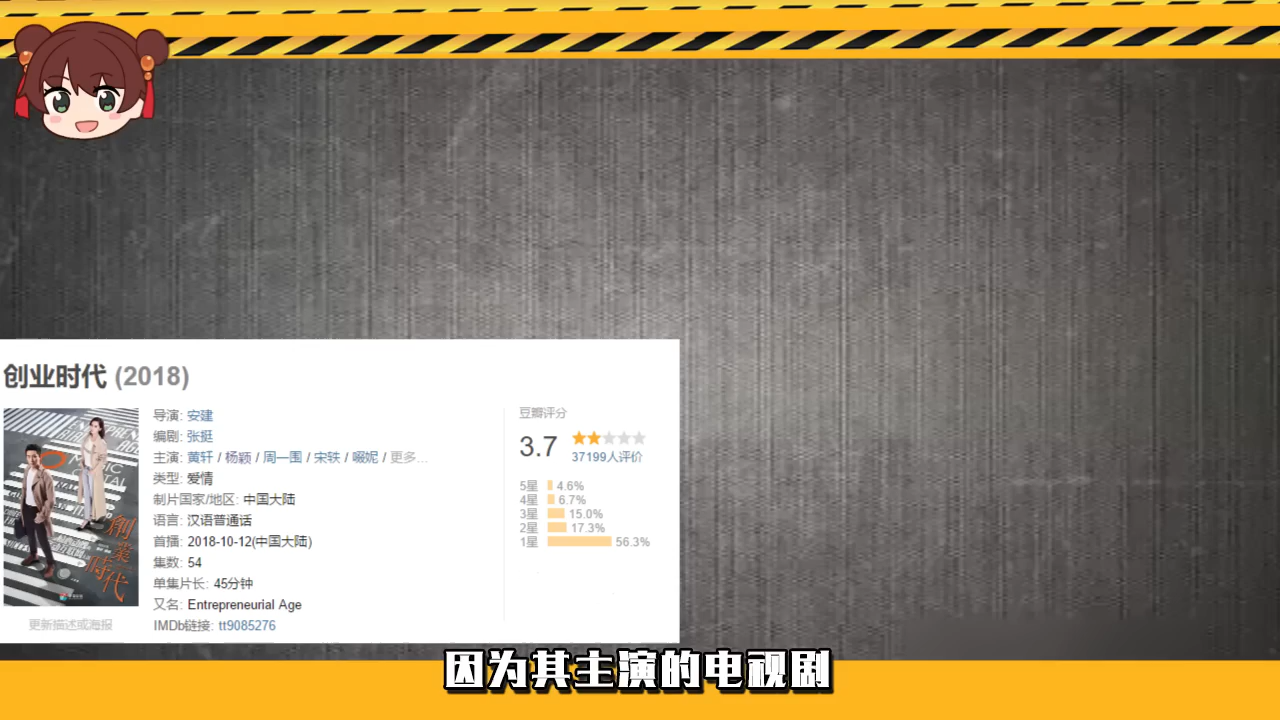 创业时代 (2018)
导演: 安建
编剧: 张挺
主演: 黄轩 / 杨颖 / 周一围 / 宋轶 / 啜妮 / 更多...
类型: 爱情
制片国家/地区: 中国大陆
语言: 汉语普通话
首播: 2018-10-12(中国大陆)
集数: 54
单集片长: 45分钟
又名: Entrepreneurial Age
IMDb链接: tt9085276
豆瓣评分
3.7
37199人评价
5星 4.6%
4星 6.7%
3星 15.0%
2星 17.3%
1星 56.3%
創業時代
更新描述或海报
因为其主演的电视剧